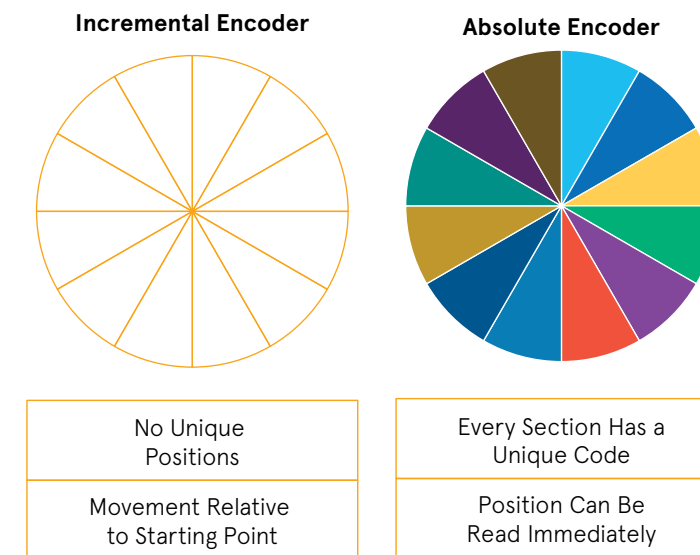 Incremental Encoder
Absolute Encoder
No Unique
Positions
Every Section Has a
Unique Code
Movement Relative
to Starting Point
Position Can Be
Read Immediately